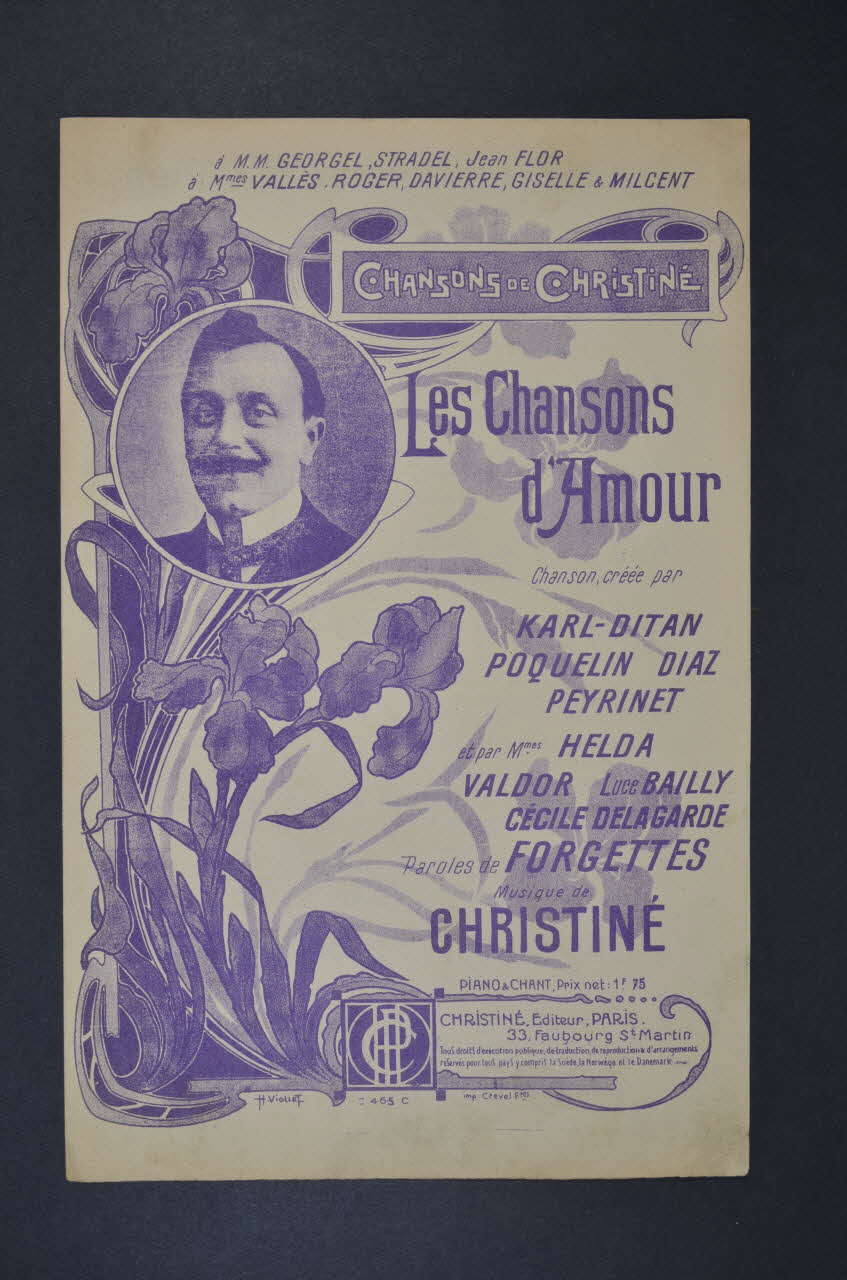 à M.M. GEORGEL, STRADEL, Jean FLOR
à Mmes VALLÈS, ROGER, DAVIERRE, GISELLE & MILCENT
CHANSONS DE CHRISTINÉ
Les Chansons
d'Amour
Chanson, créée par
KARL-DITAN
POQUELIN DIAZ
PEYRINET
et par Mmes HELDA
VALDOR Luce BAILLY
CÉCILE DELAGARDE
Paroles de FORGETTES
Musique de
CHRISTINÉ
PIANO & CHANT, Prix net: 1F 75
CHRISTINÉ, Editeur, PARIS.
33, Faubourg St Martin
Tous droits d'exécution publique, de traduction, de reproduction & d'arrangements
réservés pour tous pays y compris la Suède, la Norwège et le Danemark
H. VIOLLET
C 465 C
imp. Crevel Fres